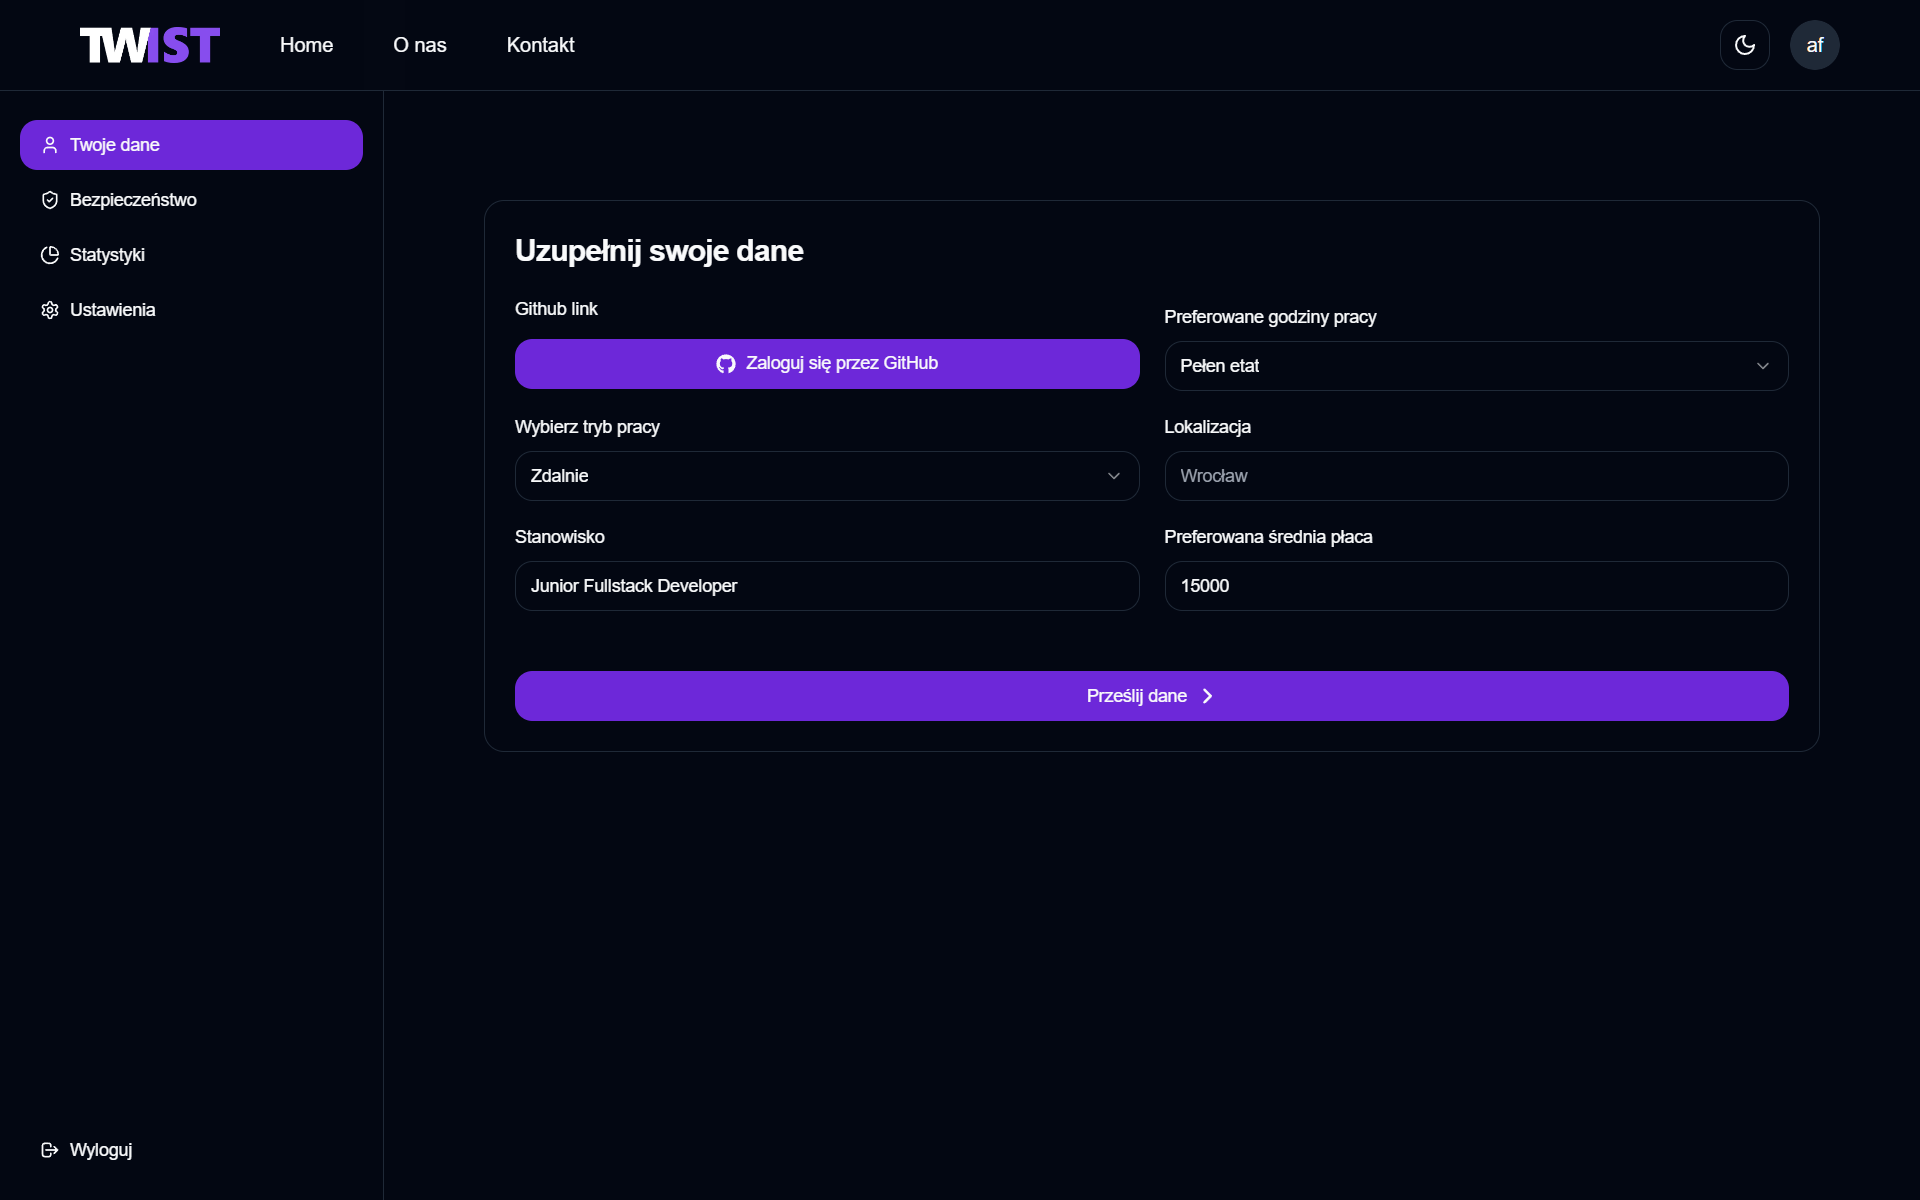 TWIST
Home
O nas
Kontakt
af
Twoje dane
Bezpieczeństwo
Statystyki
Ustawienia
Wyloguj
Uzupełnij swoje dane
Github link
Zaloguj się przez GitHub
Preferowane godziny pracy
Pełen etat
Wybierz tryb pracy
Zdalnie
Lokalizacja
Wrocław
Stanowisko
Junior Fullstack Developer
Preferowana średnia płaca
15000
Prześlij dane